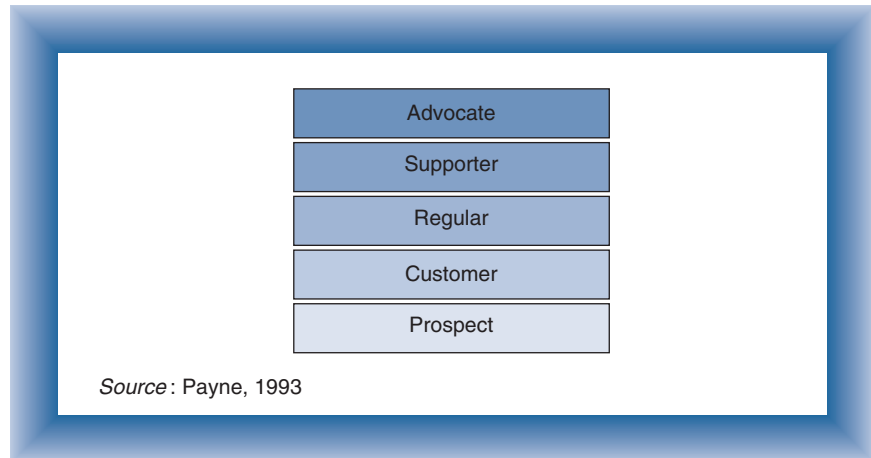 Advocate
Supporter
Regular
Customer
Prospect
Source: Payne, 1993